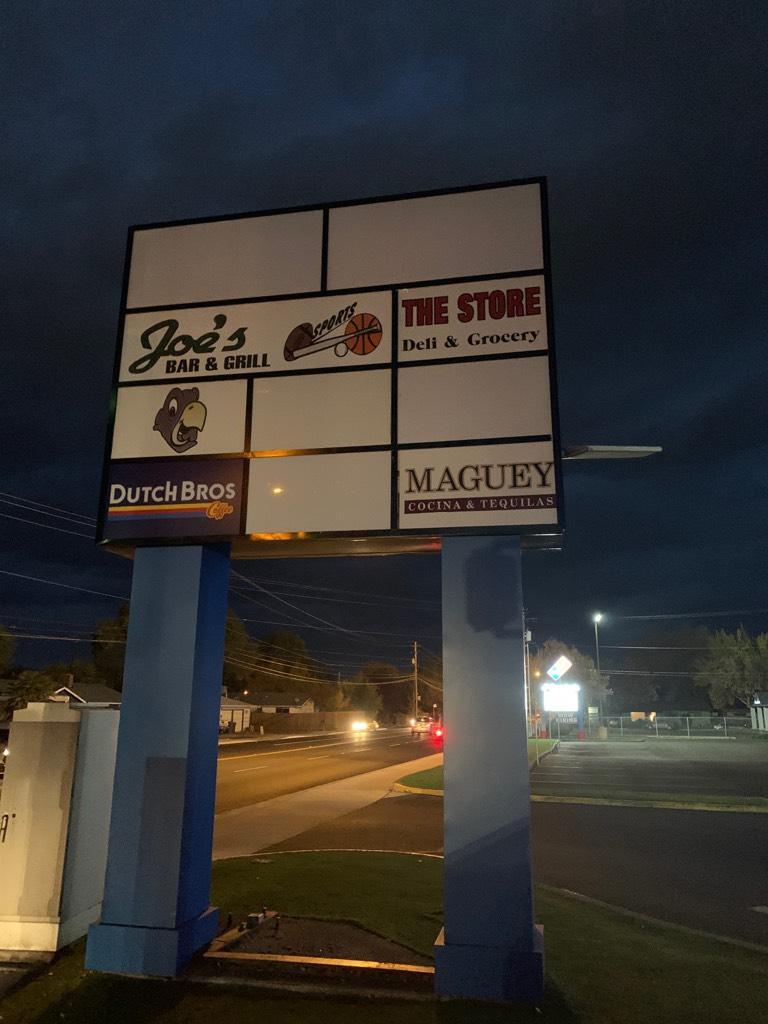 Joe's
BAR & GRILL
SPORTS
THE STORE
Deli & Grocery
DUTCH BROS
Coffee
MAGUEY
COCINA & TEQUILAS